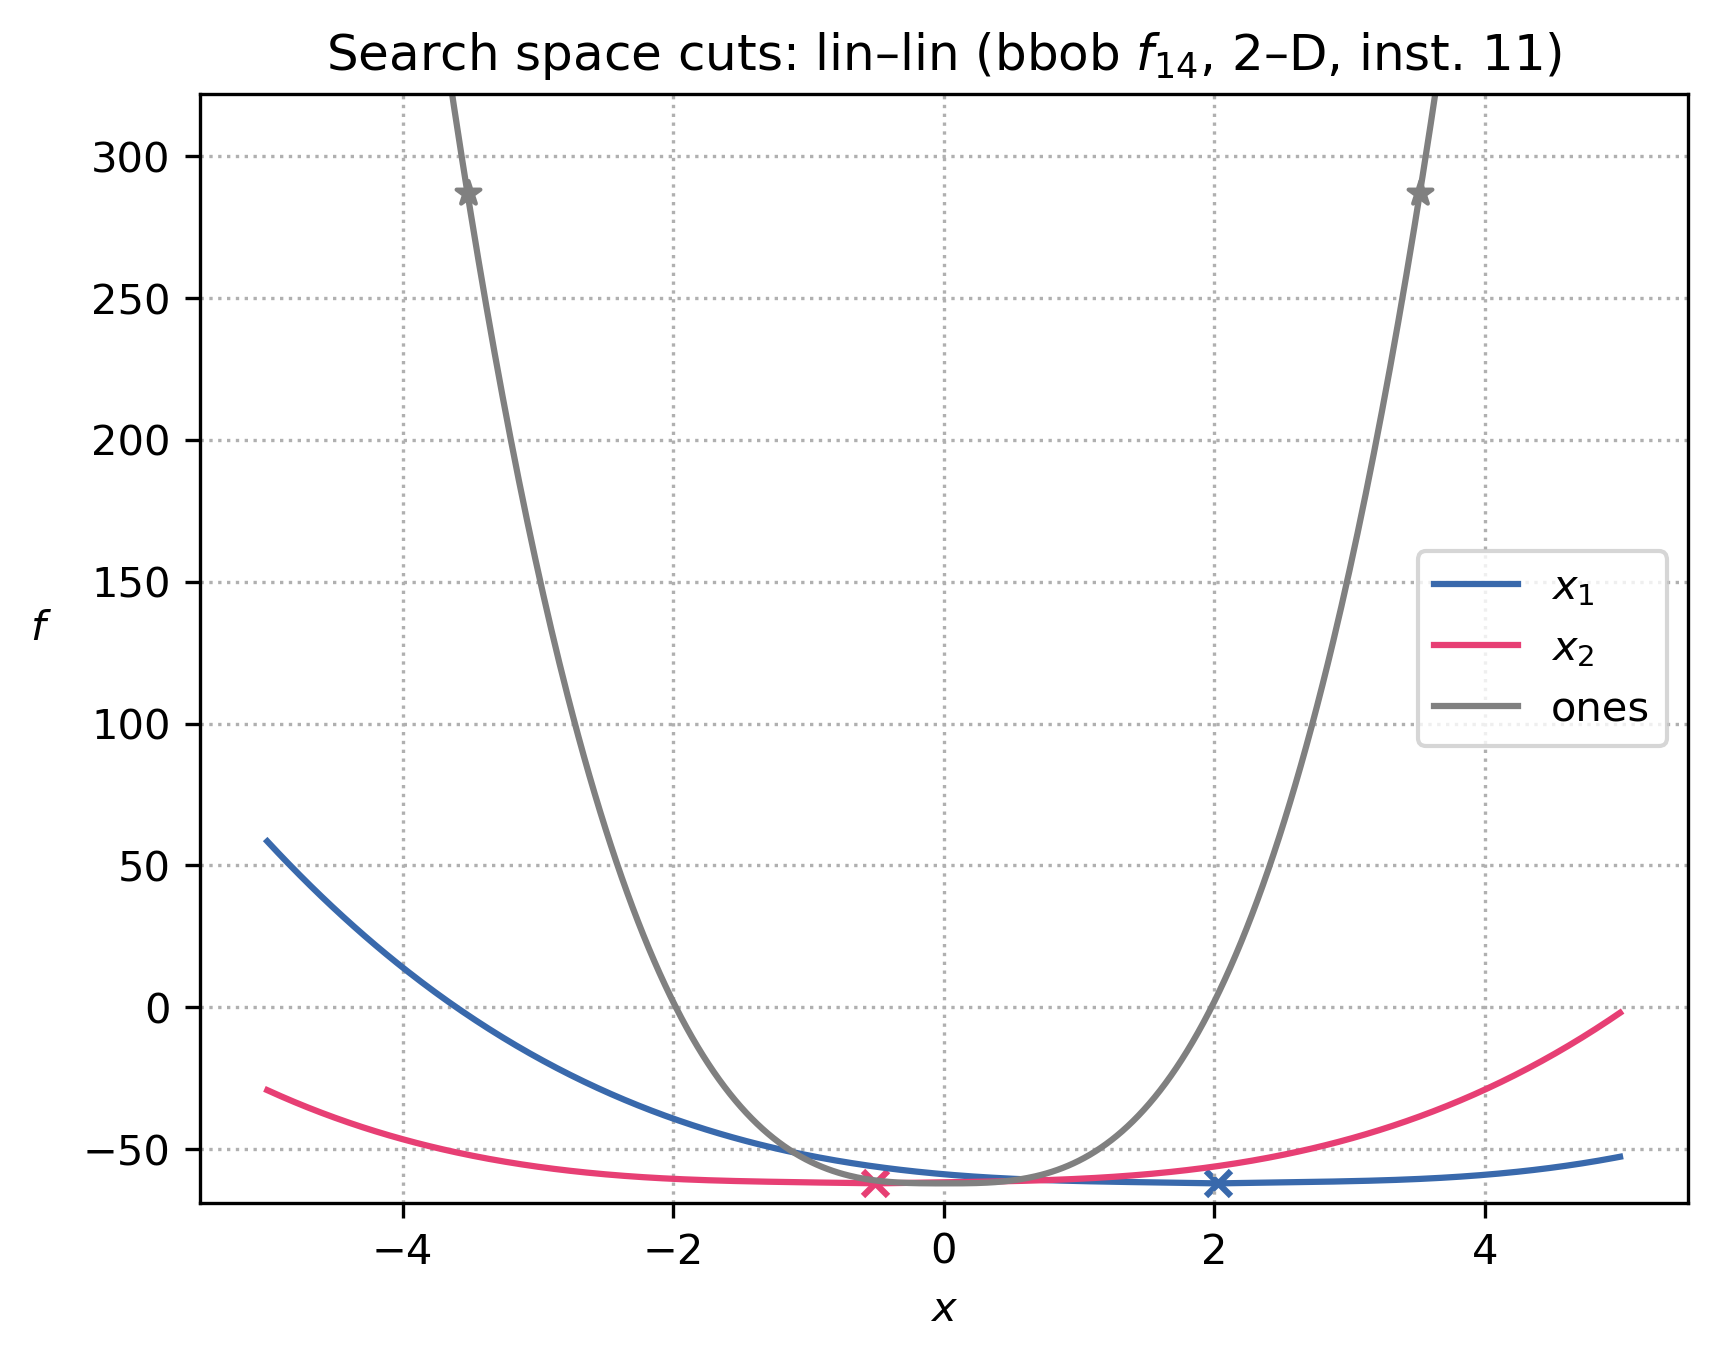 Search space cuts: lin–lin (bbob f₁₄, 2–D, inst. 11)
300
250
200
150
100
50
0
−50
f
x₁
x₂
ones
−4 −2 0 2 4
x